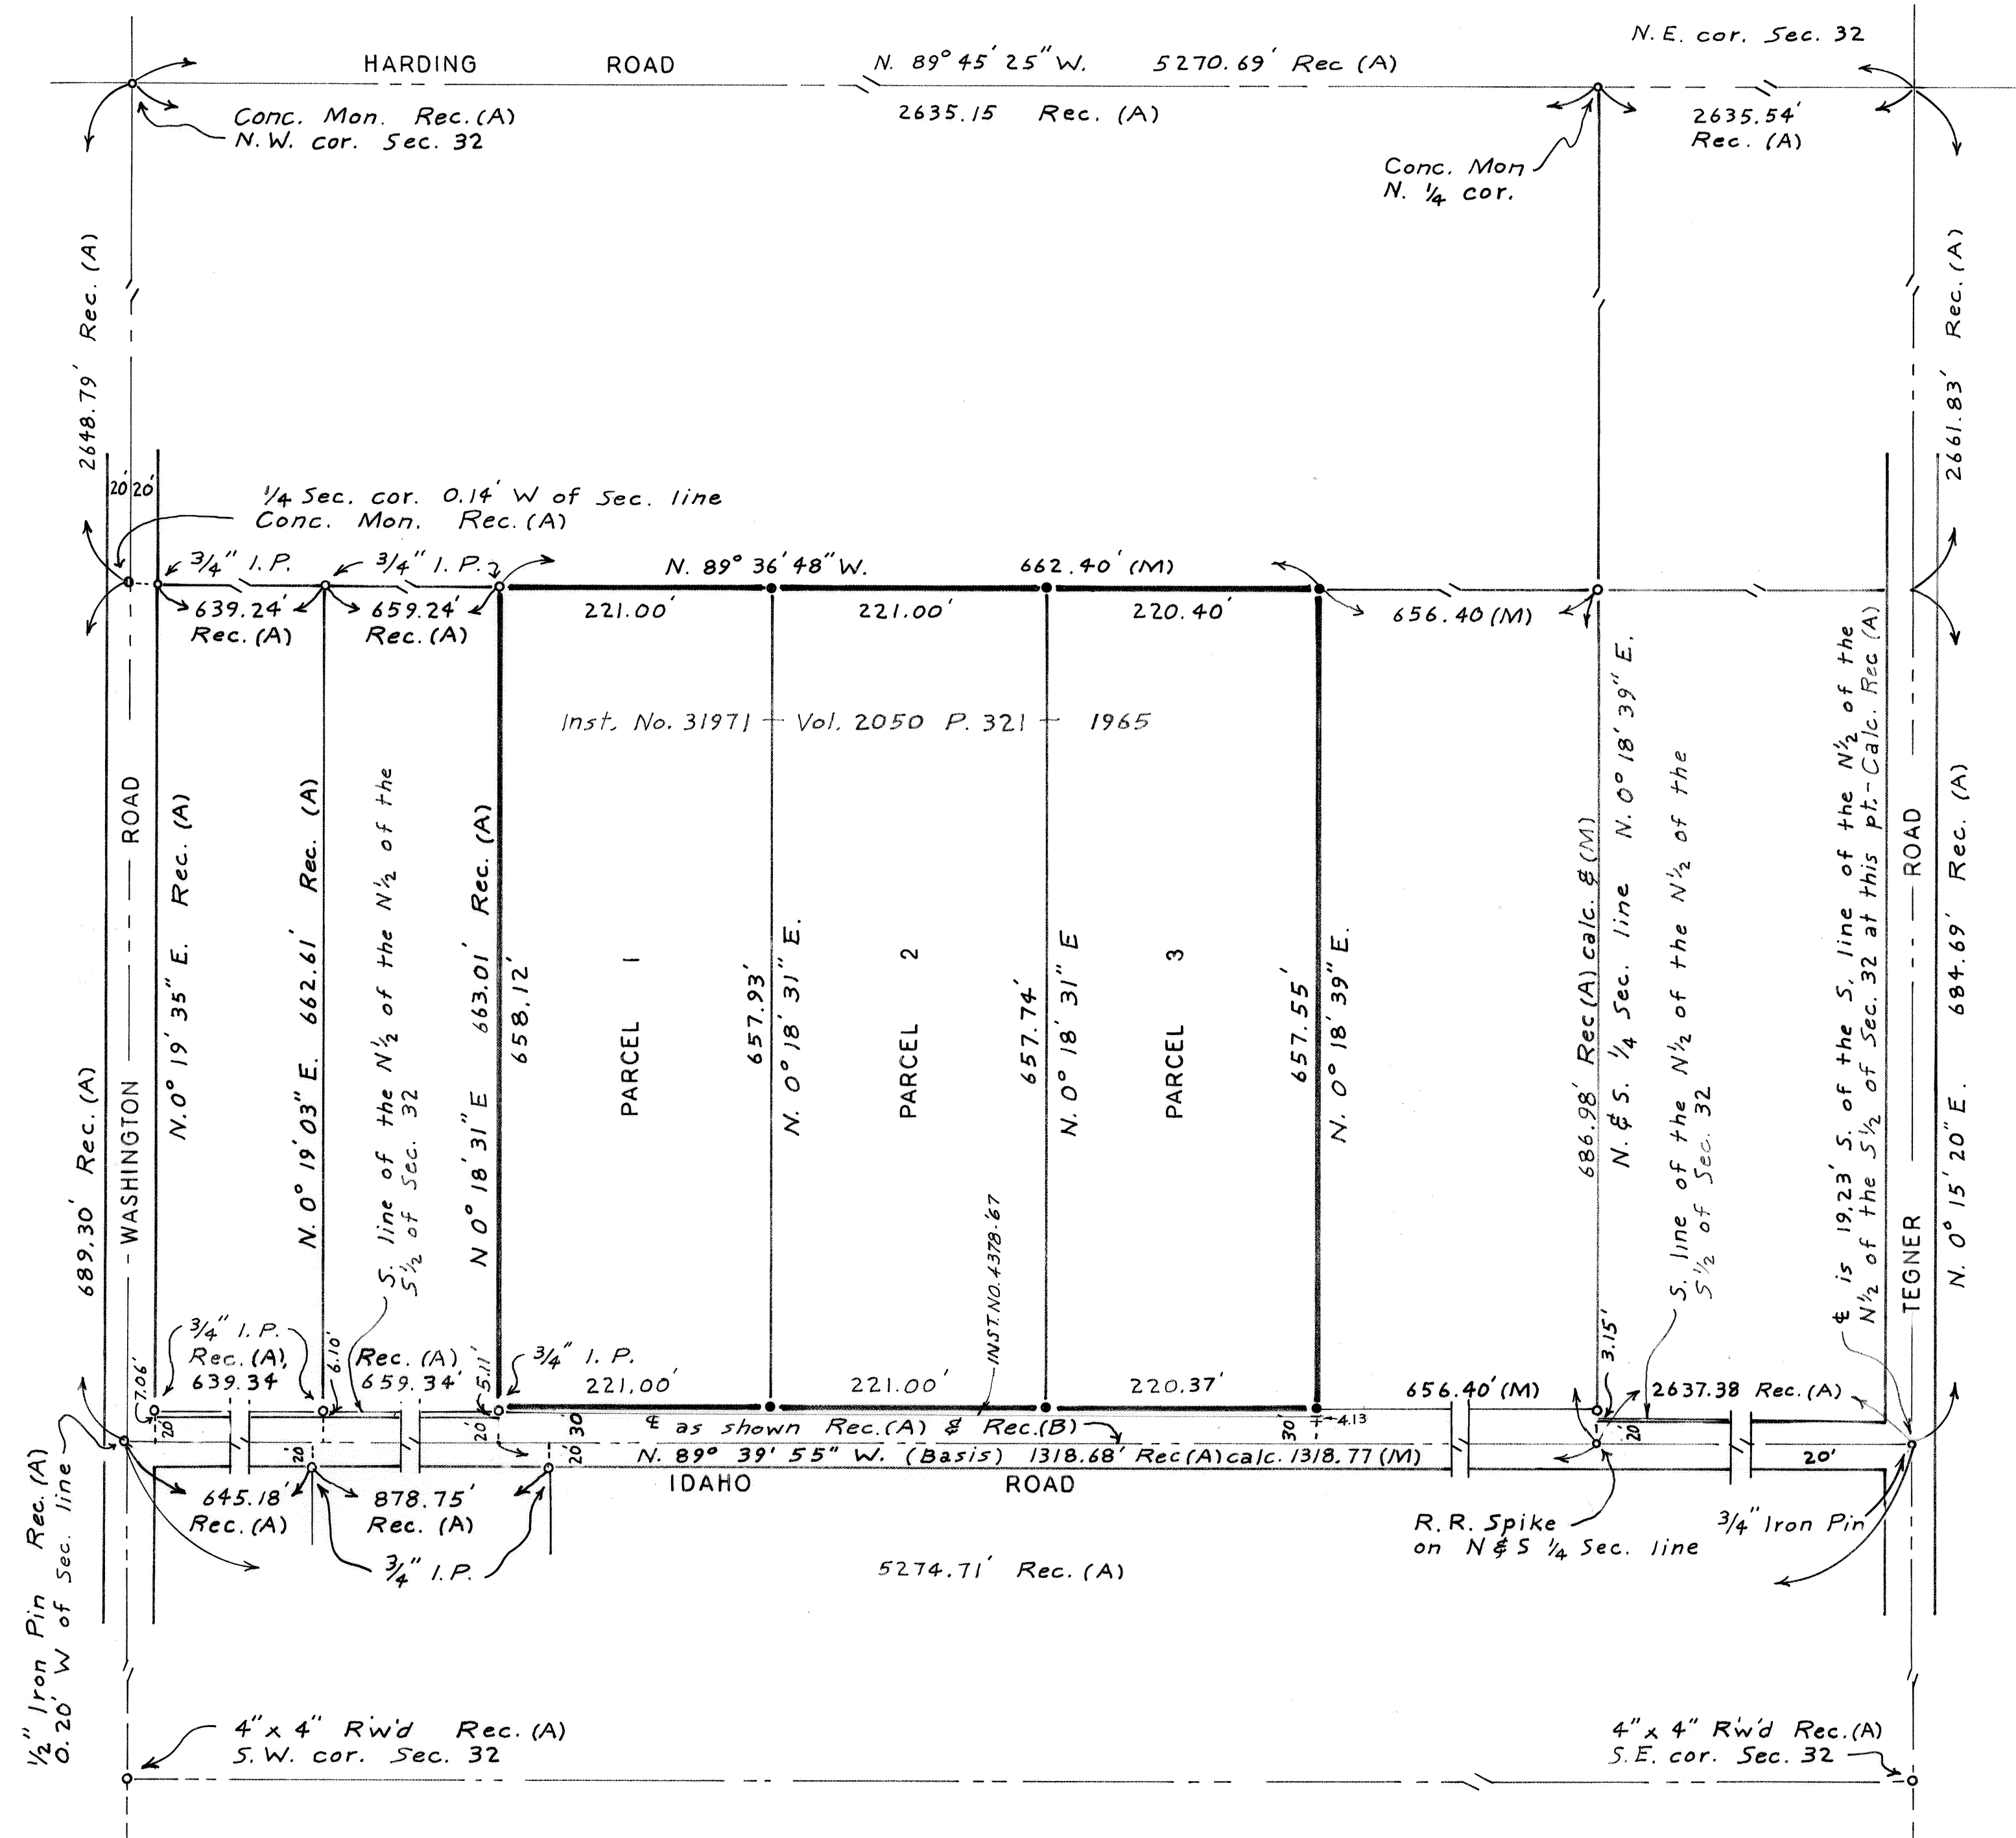 N.E. cor. Sec. 32
HARDING ROAD
N. 89° 45' 25" W. 5270.69' Rec (A)
Conc. Mon. Rec. (A)
N.W. cor. Sec. 32
2635.15 Rec. (A)
2635.54'
Rec. (A)
Conc. Mon
N. 1/4 cor.
2648.79' Rec. (A)
2661.83' Rec. (A)
20' 20'
1/4 Sec. cor. 0.14' W of Sec. line
Conc. Mon. Rec. (A)
3/4" I.P.
3/4" I.P.
N. 89° 36' 48" W. 662.40' (M)
639.24'
Rec. (A)
659.24'
Rec. (A)
221.00'
221.00'
220.40'
656.40 (M)
Inst. No. 31971 - Vol. 2050 P. 321 - 1965
689.30' Rec. (A)
WASHINGTON ROAD
N. 0° 19' 35" E. Rec. (A)
N. 0° 19' 03" E. 662.61' Rec. (A)
S. line of the N 1/2 of the N 1/2 of the
S 1/2 of Sec. 32
N 0° 18' 31" E 663.01' Rec. (A)
658.12'
PARCEL 1
657.93'
N. 0° 18' 31" E.
PARCEL 2
INST. NO. 4378-'67
657.74'
N. 0° 18' 31" E
PARCEL 3
657.55'
N. 0° 18' 39" E.
686.98' Rec (A) calc. & (M)
N. & S. 1/4 Sec. line N. 0° 18' 39" E.
S. line of the N 1/2 of the N 1/2 of the
S 1/2 of Sec. 32
℄ is 19.23' S. of the S. line of the N 1/2 of the
N 1/2 of the S 1/2 of Sec. 32 at this pt. - Calc. Rec (A)
TEGNER ROAD
N. 0° 15' 20" E. 684.69' Rec. (A)
3/4" I.P.
Rec. (A)
639.34
7.06'
20'
6.10'
Rec. (A)
659.34'
5.11'
3/4" I.P.
221.00'
221.00'
220.37'
656.40' (M)
3.15'
2637.38 Rec. (A)
20'
30'
℄ as shown Rec. (A) & Rec. (B)
30'
4.13
20'
20'
20'
N. 89° 39' 55" W. (Basis) 1318.68' Rec (A) calc. 1318.77 (M)
20'
IDAHO ROAD
645.18'
Rec. (A)
878.75'
Rec. (A)
3/4" I.P.
R.R. Spike
on N & S 1/4 Sec. line
3/4" Iron Pin
5274.71' Rec. (A)
1/2" Iron Pin Rec. (A)
0.20' W of Sec. line
4" x 4" R'w'd Rec. (A)
S.W. cor. Sec. 32
4" x 4" R'w'd Rec. (A)
S.E. cor. Sec. 32